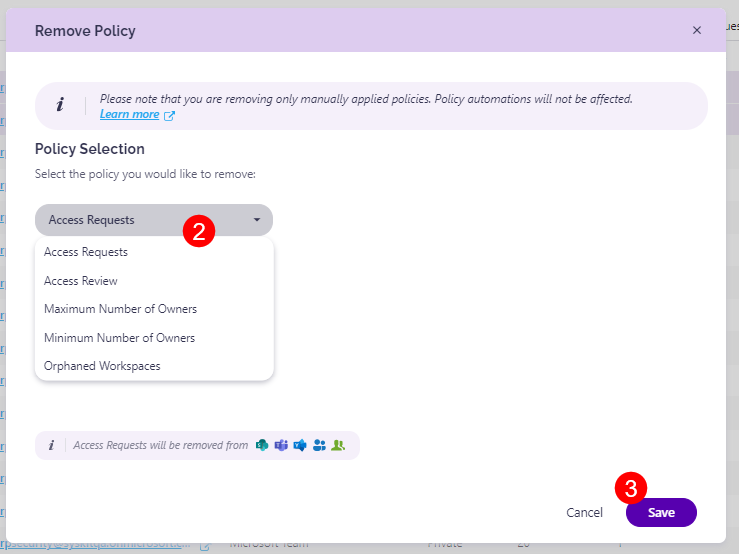 Remove Policy
Please note that you are removing only manually applied policies. Policy automations will not be affected.
Learn more
Policy Selection
Select the policy you would like to remove:
Access Requests
2
Access Requests
Access Review
Maximum Number of Owners
Minimum Number of Owners
Orphaned Workspaces
Access Requests will be removed from
3
Cancel
Save